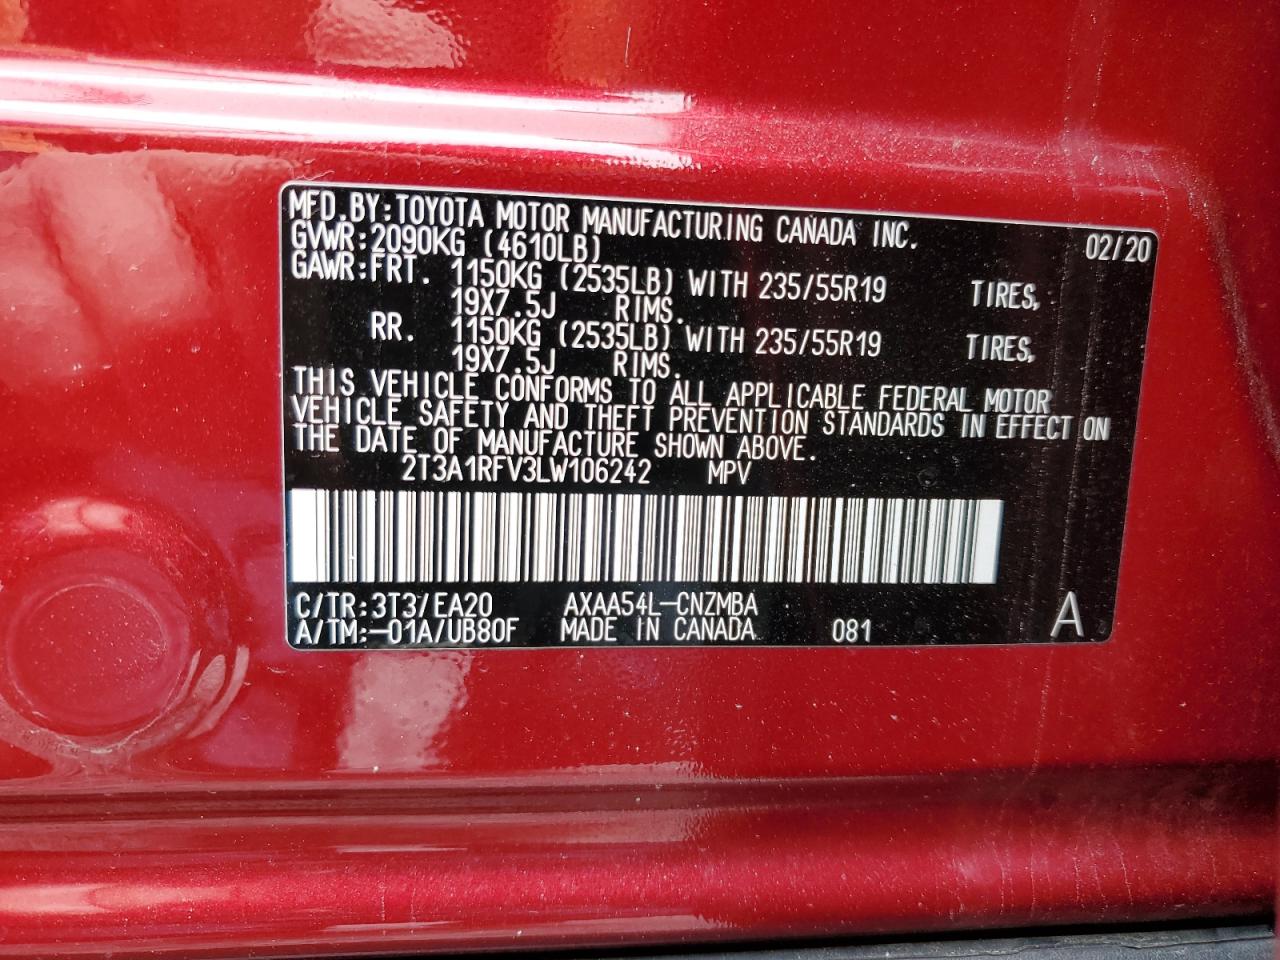 MFD.BY:TOYOTA MOTOR MANUFACTURING CANADA INC. 02/20
GVWR:2090KG (4610LB)
GAWR:FRT. 1150KG (2535LB) WITH 235/55R19 TIRES,
19X7.5J RIMS.
RR. 1150KG (2535LB) WITH 235/55R19 TIRES,
19X7.5J RIMS.
THIS VEHICLE CONFORMS TO ALL APPLICABLE FEDERAL MOTOR
VEHICLE SAFETY AND THEFT PREVENTION STANDARDS IN EFFECT ON
THE DATE OF MANUFACTURE SHOWN ABOVE.
2T3A1RFV3LW106242 MPV
C/TR:3T3/EA20 AXAA54L-CNZMBA
A/TM:-01A/UB80F MADE IN CANADA 081 A